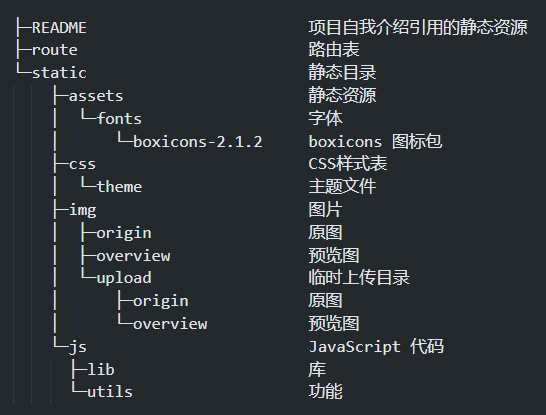 ├─README 项目自我介绍引用的静态资源
├─route 路由表
└─static 静态目录
├─assets 静态资源
│ └─fonts 字体
│ └─boxicons-2.1.2 boxicons 图标包
├─css CSS样式表
│ └─theme 主题文件
├─img 图片
│ ├─origin 原图
│ ├─overview 预览图
│ └─upload 临时上传目录
│ ├─origin 原图
│ └─overview 预览图
└─js JavaScript 代码
├─lib 库
└─utils 功能